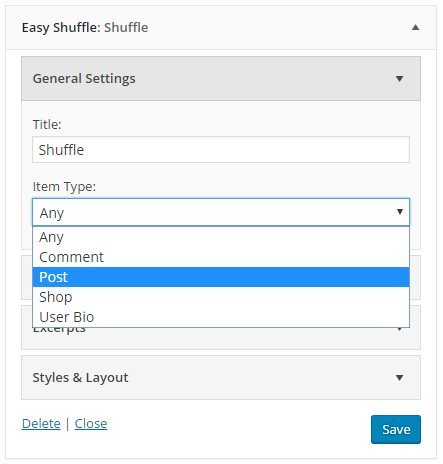 Easy Shuffle: Shuffle
General Settings
Title:
Shuffle
Item Type:
Any
Any
Comment
Post
Shop
User Bio
Excerpts
Styles & Layout
Delete | Close
Save